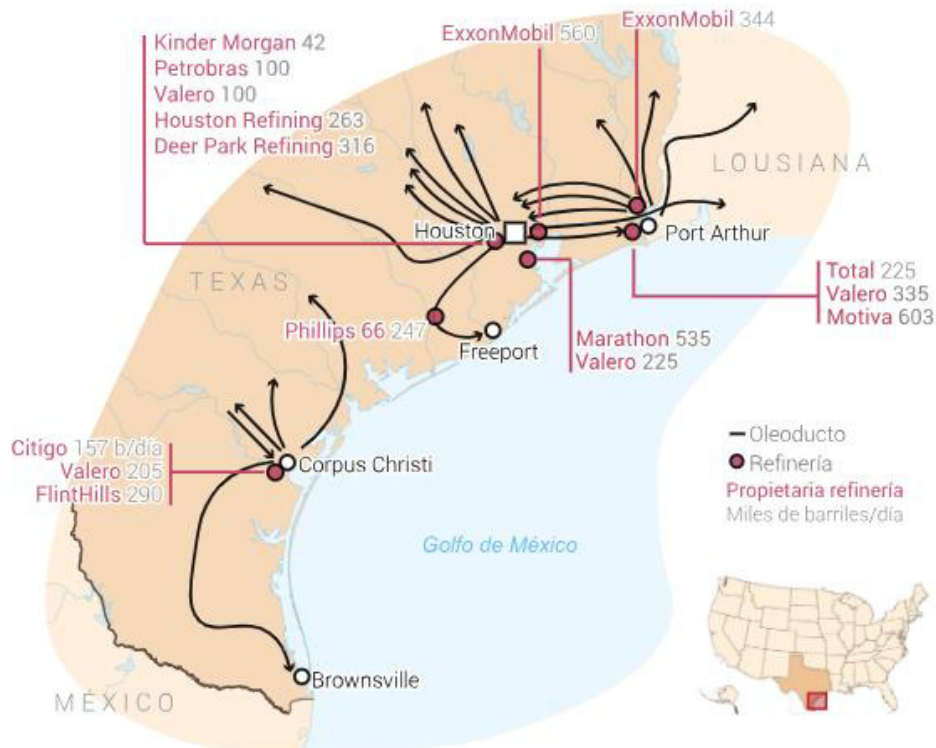 ExxonMobil 344
ExxonMobil 560
Kinder Morgan 42
Petrobras 100
Valero 100
Houston Refining 263
Deer Park Refining 316
LOUSIANA
Houston
Port Arthur
TEXAS
Total 225
Valero 335
Motiva 603
Phillips 66 247
Freeport
Marathon 535
Valero 225
Citigo 157 b/día
Valero 205
FlintHills 290
Corpus Christi
Oleoducto
Refinería
Propietaria refinería
Miles de barriles/día
Golfo de México
Brownsville
MÉXICO